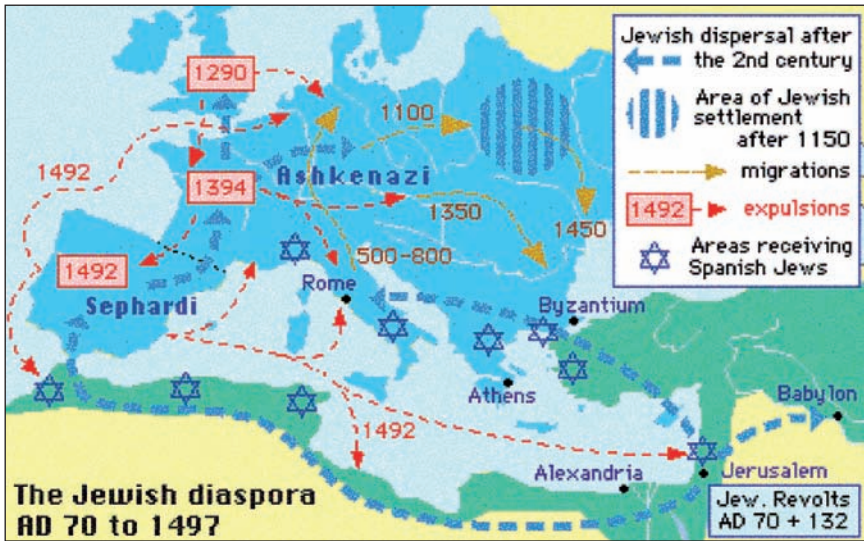 Jewish dispersal after
the 2nd century
Area of Jewish
settlement
after 1150
migrations
1492
expulsions
Areas receiving
Spanish Jews
1290
1100
1492
Ashkenazi
1394
1350
1450
500-800
1492
Sephardi
Rome
Byzantium
Athens
Babylon
1492
Alexandria
Jerusalem
The Jewish diaspora
AD 70 to 1497
Jew. Revolts
AD 70 + 132